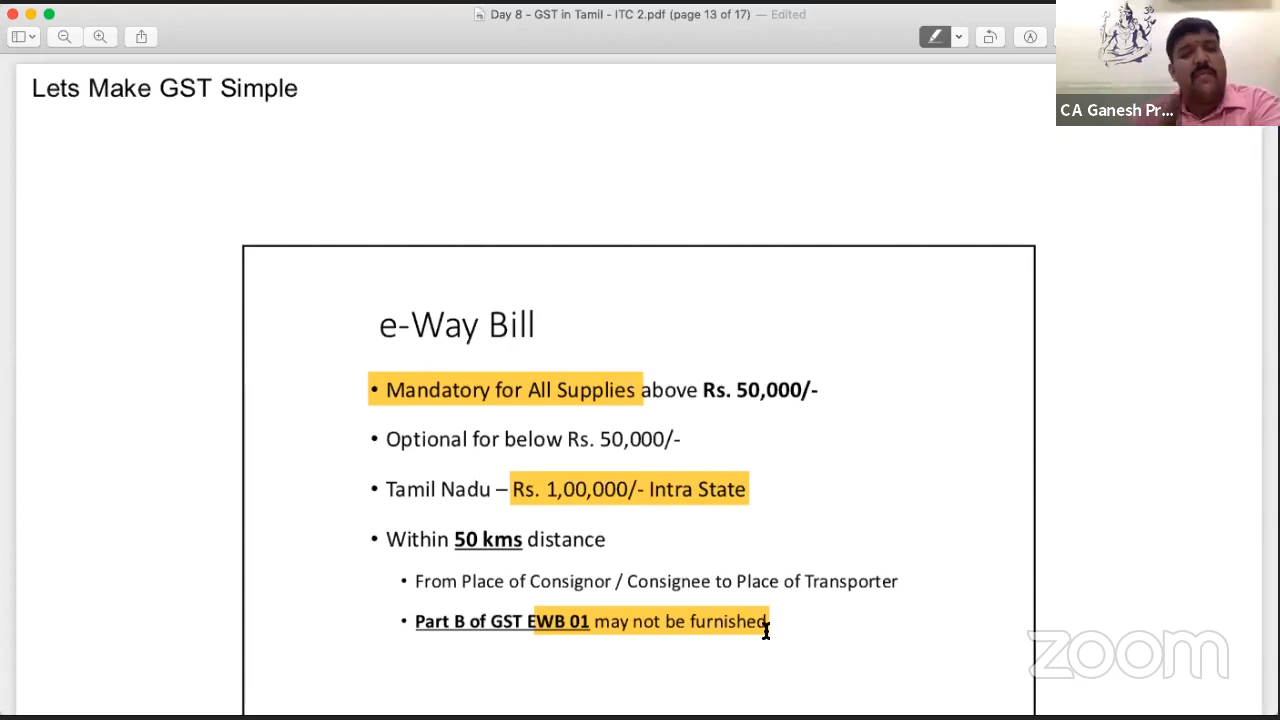 Day 8 - GST in Tamil - ITC 2.pdf (page 13 of 17) — Edited
Lets Make GST Simple
CA Ganesh Pr...
e-Way Bill
• Mandatory for All Supplies above Rs. 50,000/-
• Optional for below Rs. 50,000/-
• Tamil Nadu – Rs. 1,00,000/- Intra State
• Within 50 kms distance
• From Place of Consignor / Consignee to Place of Transporter
• Part B of GST EWB 01 may not be furnished
zoom